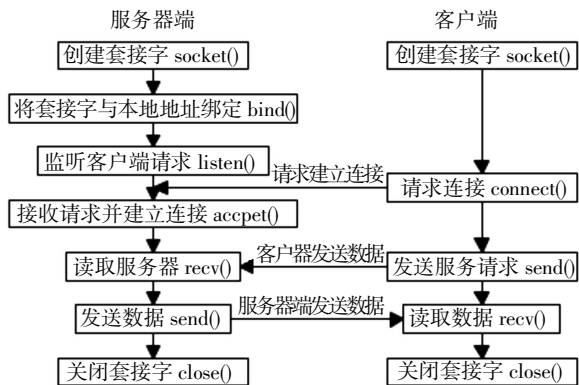 服务器端
客户端
创建套接字 socket()
创建套接字 socket()
将套接字与本地地址绑定 bind()
监听客户端请求 listen()
请求建立连接
请求连接 connect()
接收请求并建立连接 accpet()
客户器发送数据
读取服务器 recv()
发送服务请求 send()
服务器端发送数据
发送数据 send()
读取数据 recv()
关闭套接字 close()
关闭套接字 close()